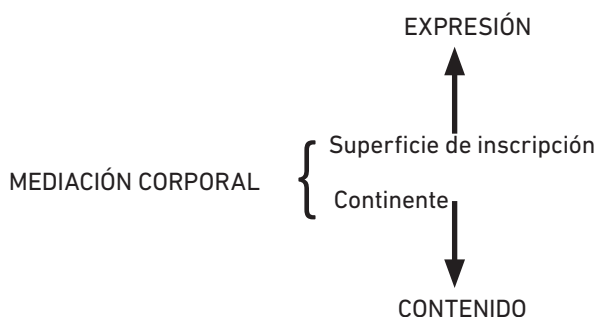 EXPRESIÓN
Superficie de inscripción
MEDIACIÓN CORPORAL
Continente
CONTENIDO